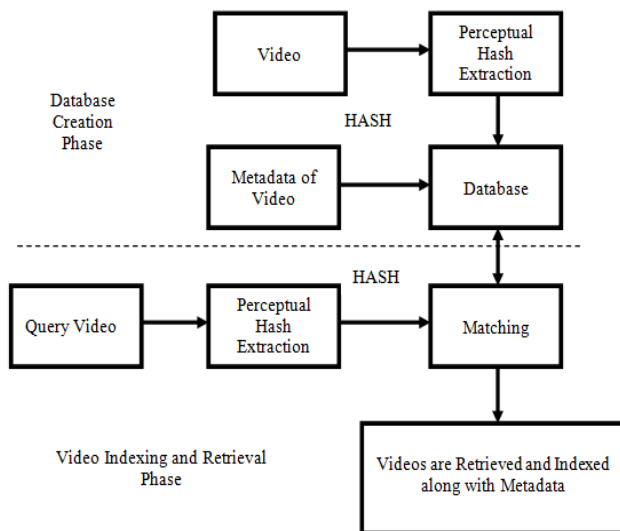 Video
Perceptual
Hash
Extraction
Database
Creation
Phase
HASH
Metadata of
Video
Database
HASH
Query Video
Perceptual
Hash
Extraction
Matching
Video Indexing and Retrieval
Phase
Videos are Retrieved and Indexed
along with Metadata